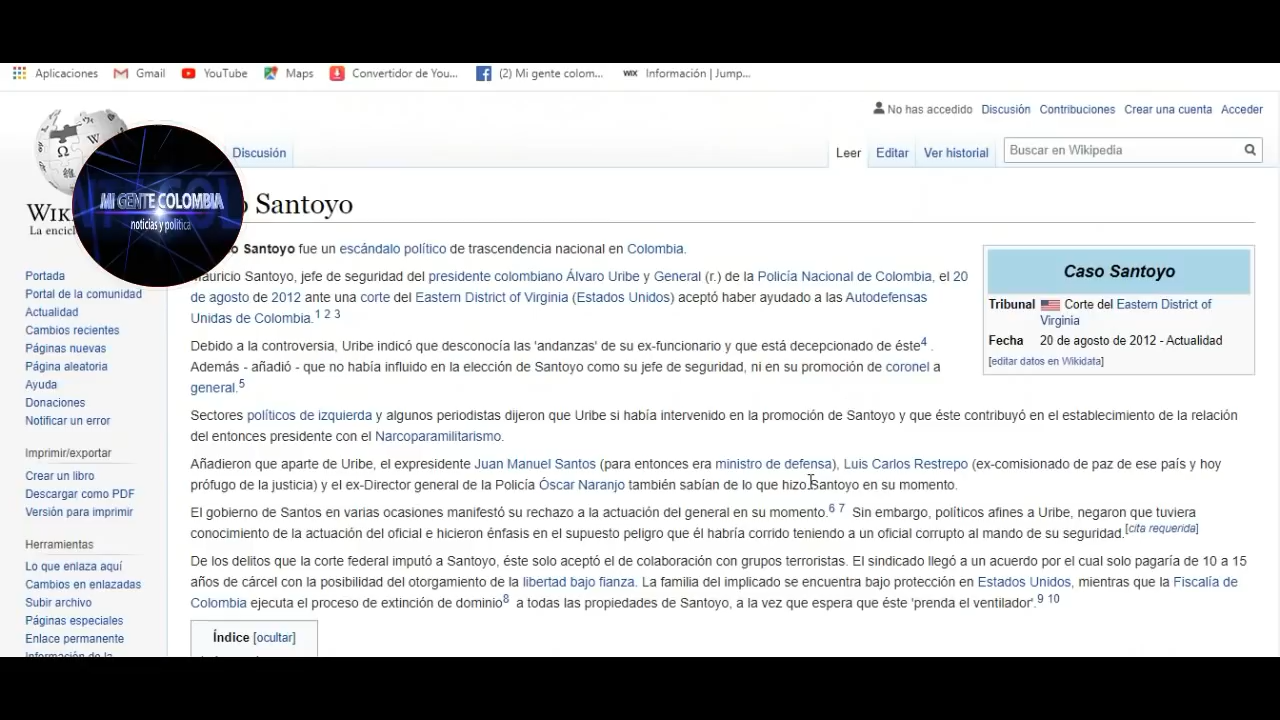 Aplicaciones Gmail YouTube Maps Convertidor de You... (2) Mi gente colom... WIX Información | Jump...
No has accedido Discusión Contribuciones Crear una cuenta Acceder
Discusión Leer Editar Ver historial Buscar en Wikipedia
MI GENTE COLOMBIA
noticias y política
Santoyo
Santoyo fue un escándalo político de trascendencia nacional en Colombia.
Mauricio Santoyo, jefe de seguridad del presidente colombiano Álvaro Uribe y General (r.) de la Policía Nacional de Colombia, el 20
de agosto de 2012 ante una corte del Eastern District of Virginia (Estados Unidos) aceptó haber ayudado a las Autodefensas
Unidas de Colombia.1 2 3
Debido a la controversia, Uribe indicó que desconocía las 'andanzas' de su ex-funcionario y que está decepcionado de éste4 .
Además - añadió - que no había influido en la elección de Santoyo como su jefe de seguridad, ni en su promoción de coronel a
general.5
Caso Santoyo
Tribunal Corte del Eastern District of
Virginia
Fecha 20 de agosto de 2012 - Actualidad
[editar datos en Wikidata]
Sectores políticos de izquierda y algunos periodistas dijeron que Uribe si había intervenido en la promoción de Santoyo y que éste contribuyó en el establecimiento de la relación
del entonces presidente con el Narcoparamilitarismo.
Añadieron que aparte de Uribe, el expresidente Juan Manuel Santos (para entonces era ministro de defensa), Luis Carlos Restrepo (ex-comisionado de paz de ese país y hoy
prófugo de la justicia) y el ex-Director general de la Policía Óscar Naranjo también sabían de lo que hizo Santoyo en su momento.
El gobierno de Santos en varias ocasiones manifestó su rechazo a la actuación del general en su momento.6 7 Sin embargo, políticos afines a Uribe, negaron que tuviera
conocimiento de la actuación del oficial e hicieron énfasis en el supuesto peligro que él habría corrido teniendo a un oficial corrupto al mando de su seguridad.[cita requerida]
De los delitos que la corte federal imputó a Santoyo, éste solo aceptó el de colaboración con grupos terroristas. El sindicado llegó a un acuerdo por el cual solo pagaría de 10 a 15
años de cárcel con la posibilidad del otorgamiento de la libertad bajo fianza. La familia del implicado se encuentra bajo protección en Estados Unidos, mientras que la Fiscalía de
Colombia ejecuta el proceso de extinción de dominio8 a todas las propiedades de Santoyo, a la vez que espera que éste 'prenda el ventilador'.9 10
Índice [ocultar]
Portada
Portal de la comunidad
Actualidad
Cambios recientes
Páginas nuevas
Página aleatoria
Ayuda
Donaciones
Notificar un error
Imprimir/exportar
Crear un libro
Descargar como PDF
Versión para imprimir
Herramientas
Lo que enlaza aquí
Cambios en enlazadas
Subir archivo
Páginas especiales
Enlace permanente
Información de la